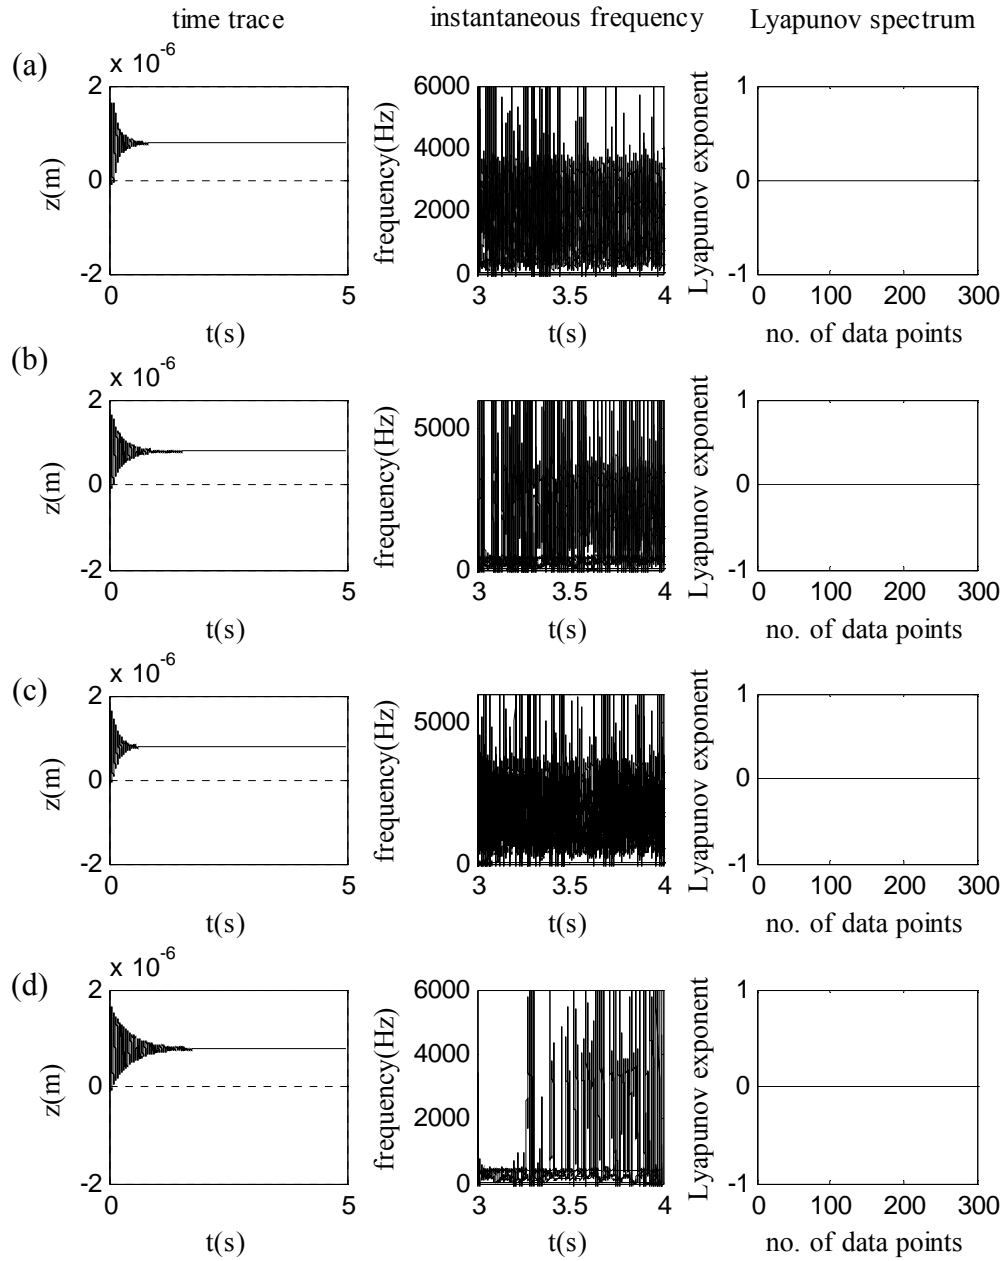 time trace instantaneous frequency Lyapunov spectrum
(a)
x 10^-6
2
0
-2
z(m)
0 5
t(s)
6000
4000
2000
0
frequency(Hz)
3 3.5 4
t(s)
1
0
-1
Lyapunov exponent
0 100 200 300
no. of data points
(b)
x 10^-6
2
0
-2
z(m)
0 5
t(s)
5000
0
frequency(Hz)
3 3.5 4
t(s)
1
0
-1
Lyapunov exponent
0 100 200 300
no. of data points
(c)
x 10^-6
2
0
-2
z(m)
0 5
t(s)
5000
0
frequency(Hz)
3 3.5 4
t(s)
1
0
-1
Lyapunov exponent
0 100 200 300
no. of data points
(d)
x 10^-6
2
0
-2
z(m)
0 5
t(s)
6000
4000
2000
0
frequency(Hz)
3 3.5 4
t(s)
1
0
-1
Lyapunov exponent
0 100 200 300
no. of data points